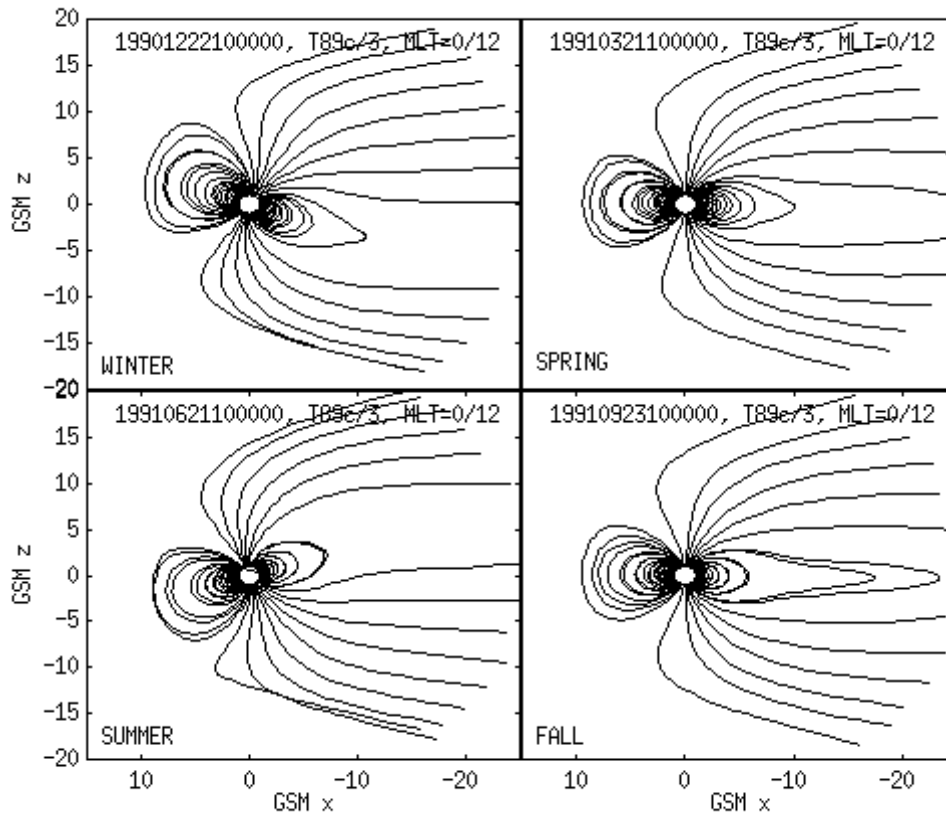 20
15
10
5
0
-5
-10
-15
-20
GSM z
19901222100000, T89c/3, MLT=0/12
WINTER
19910321100000, T89c/3, MLT=0/12
SPRING
20
15
10
5
0
-5
-10
-15
-20
GSM z
19910621100000, T89c/3, MLT=0/12
SUMMER
19910923100000, T89c/3, MLT=0/12
FALL
10 0 -10 -20
GSM x
10 0 -10 -20
GSM x